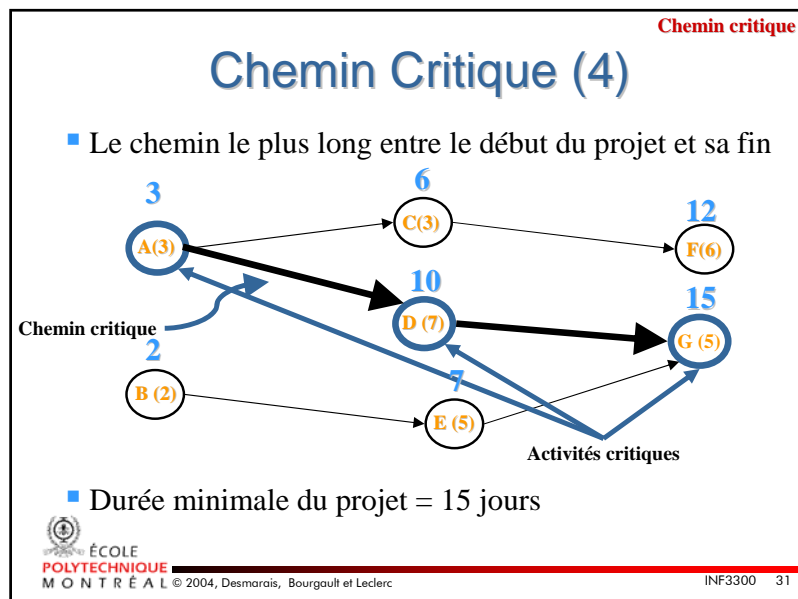 Chemin critique
Chemin Critique (4)
Le chemin le plus long entre le début du projet et sa fin
3
6
12
A(3)
C(3)
F(6)
10
15
Chemin critique
D (7)
G (5)
2
7
B (2)
E (5)
Activités critiques
Durée minimale du projet = 15 jours
ÉCOLE
POLYTECHNIQUE
MONTRÉAL © 2004, Desmarais, Bourgault et Leclerc INF3300 31